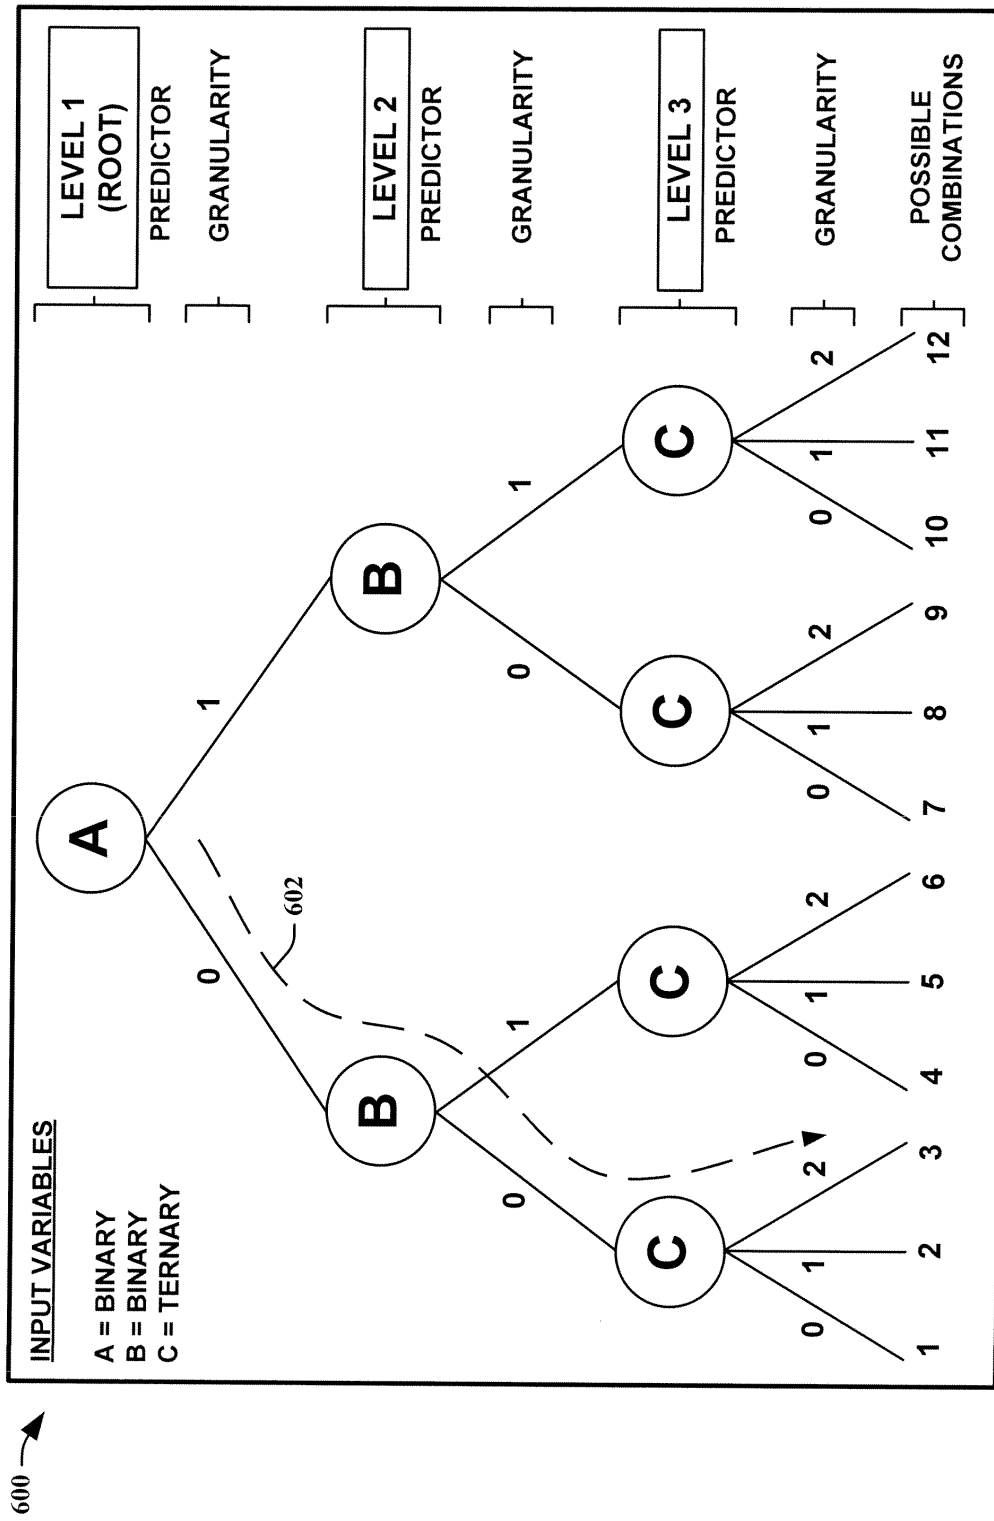 600
INPUT VARIABLES
A = BINARY
B = BINARY
C = TERNARY
A
LEVEL 1
(ROOT)
PREDICTOR
0
1
GRANULARITY
602
B
B
LEVEL 2
PREDICTOR
0
1
0
1
GRANULARITY
C
C
C
C
LEVEL 3
PREDICTOR
0
1
2
0
1
2
0
1
2
0
1
2
GRANULARITY
1
2
3
4
5
6
7
8
9
10
11
12
POSSIBLE
COMBINATIONS